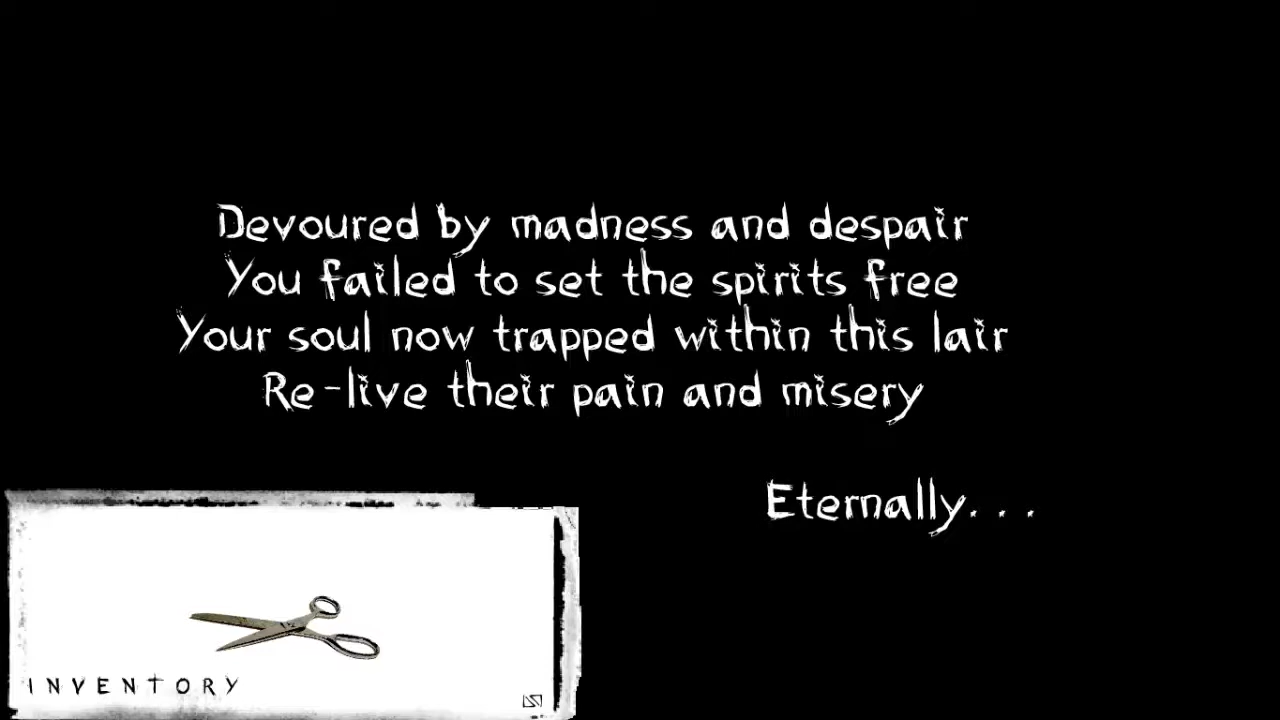 Devoured by madness and despair
You failed to set the spirits free
Your soul now trapped within this lair
Re-live their pain and misery
Eternally. . .
INVENTORY